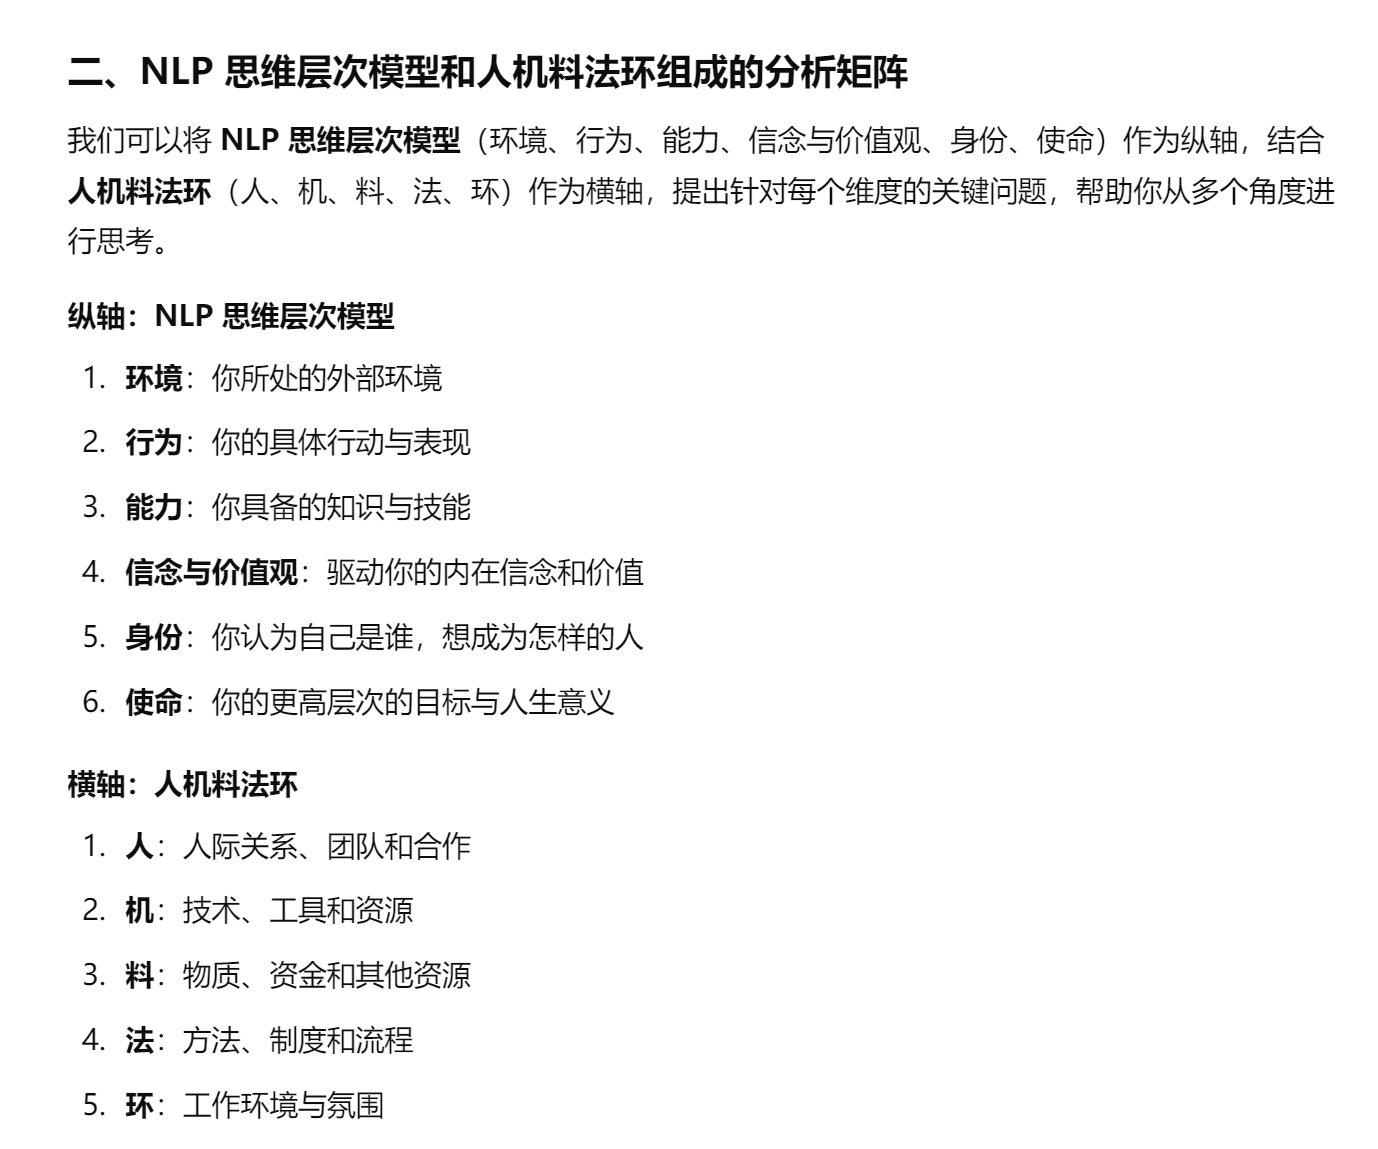 二、NLP 思维层次模型和人机料法环组成的分析矩阵
我们可以将 NLP 思维层次模型（环境、行为、能力、信念与价值观、身份、使命）作为纵轴，结合
人机料法环（人、机、料、法、环）作为横轴，提出针对每个维度的关键问题，帮助你从多个角度进
行思考。
纵轴：NLP 思维层次模型
1. 环境：你所处的外部环境
2. 行为：你的具体行动与表现
3. 能力：你具备的知识与技能
4. 信念与价值观：驱动你的内在信念和价值
5. 身份：你认为自己是谁，想成为怎样的人
6. 使命：你的更高层次的目标与人生意义
横轴：人机料法环
1. 人：人际关系、团队和合作
2. 机：技术、工具和资源
3. 料：物质、资金和其他资源
4. 法：方法、制度和流程
5. 环：工作环境与氛围